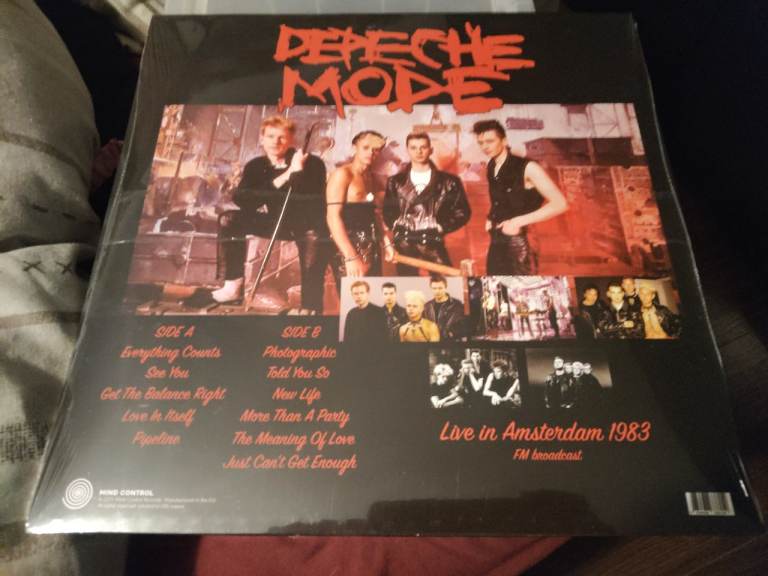 DEPECHE
MODE
SIDE A
Everything Counts
See You
Get The Balance Right
Love In Itself
Pipeline
SIDE B
Photographic
Told You So
New Life
More Than A Party
The Meaning Of Love
Just Can't Get Enough
Live in Amsterdam 1983
FM broadcast
MIND CONTROL